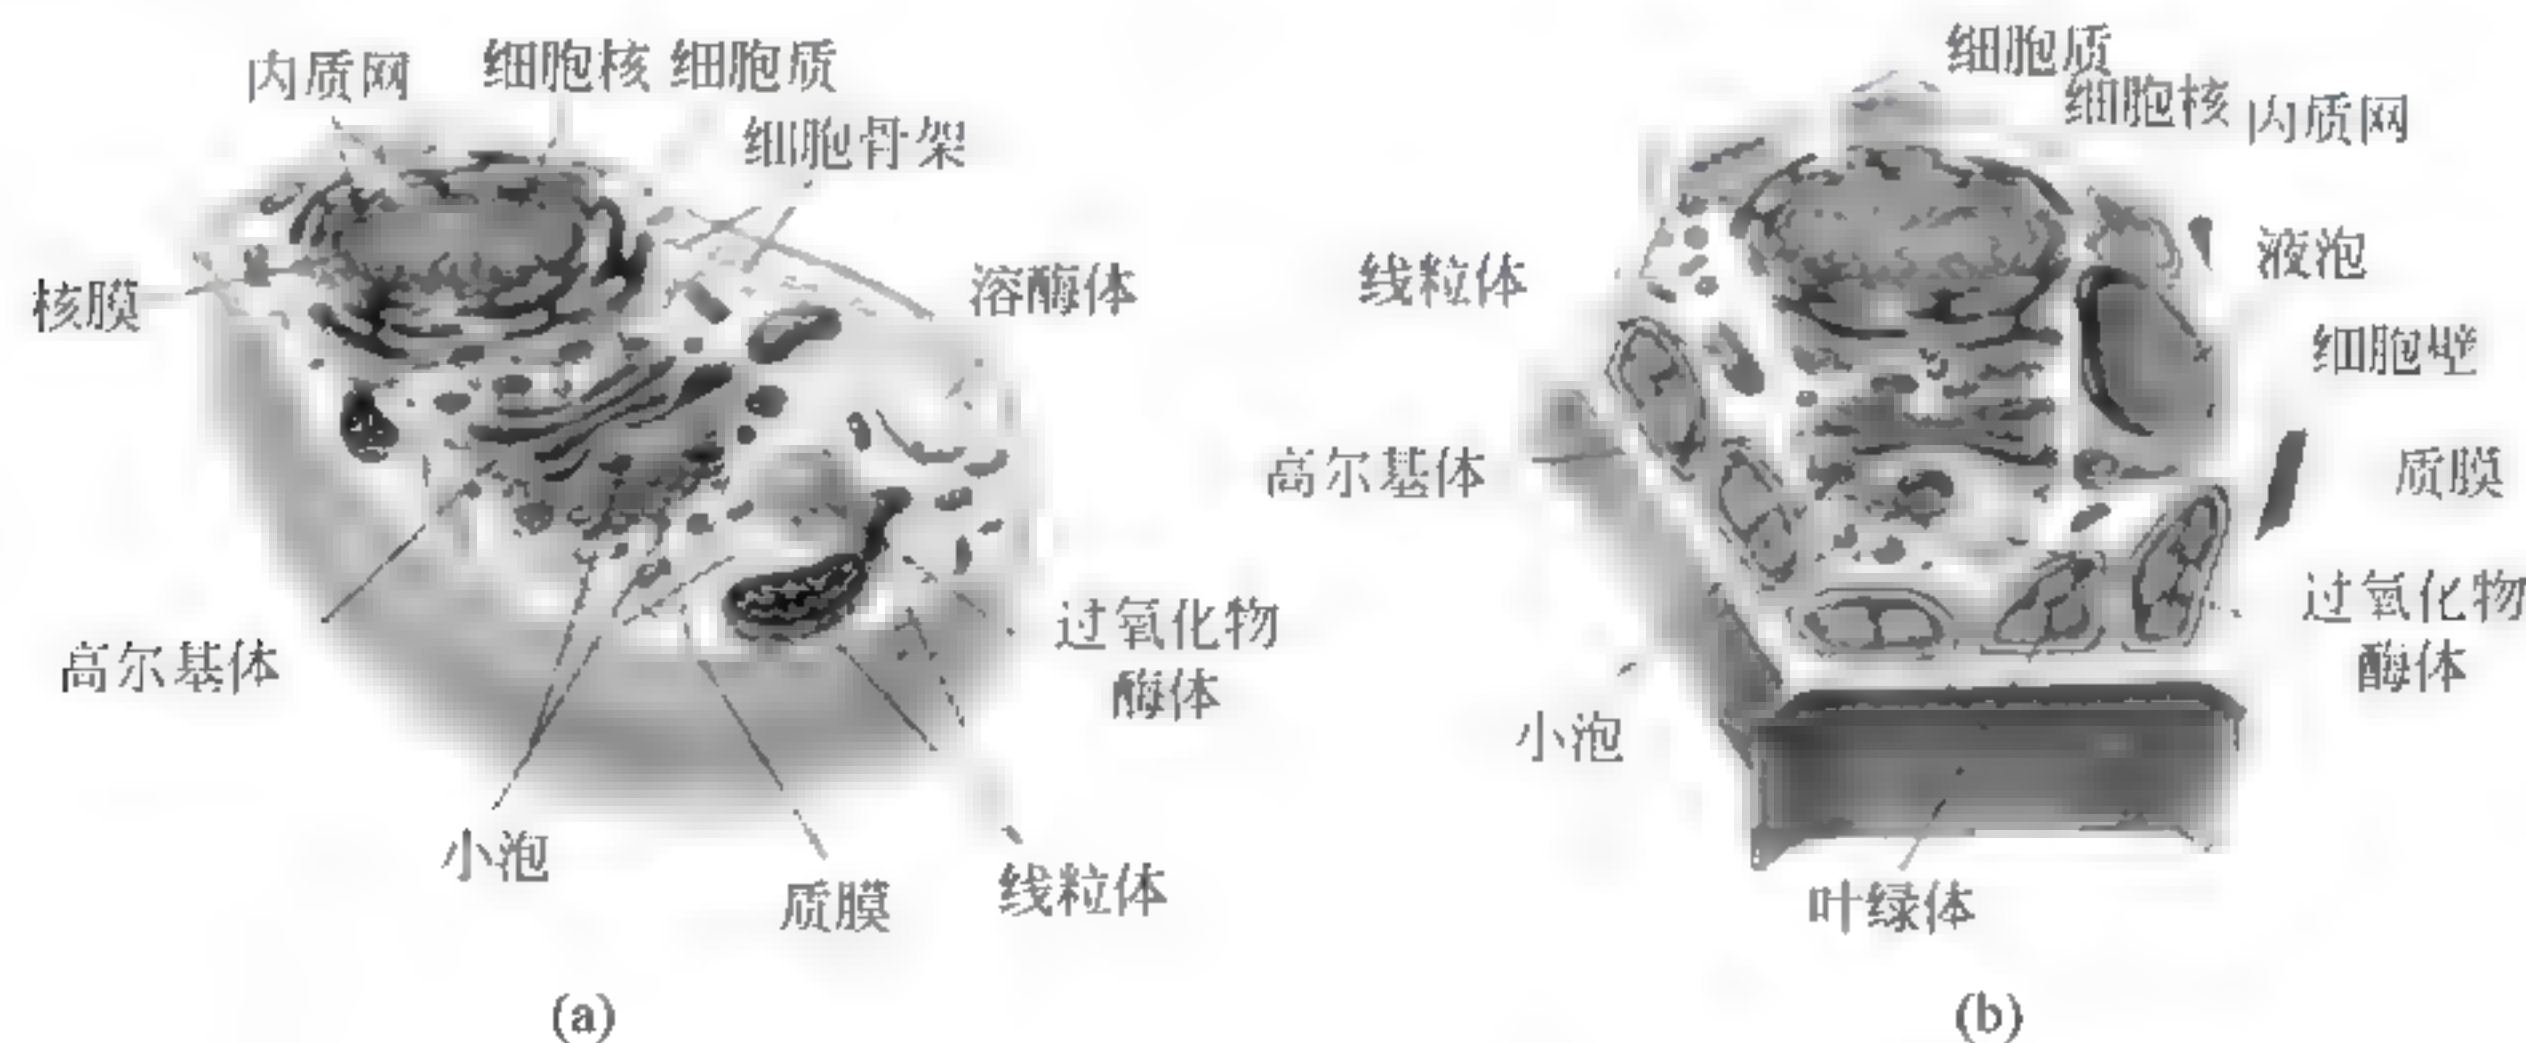 内质网
细胞核
细胞质
细胞骨架
溶酶体
核膜
高尔基体
过氧化物
酶体
小泡
质膜
线粒体
(a)
细胞质
细胞核
内质网
液泡
线粒体
细胞壁
高尔基体
质膜
过氧化物
酶体
小泡
叶绿体
(b)